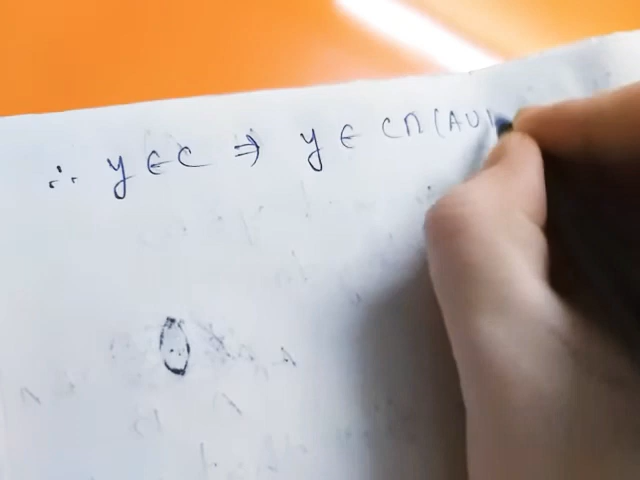 ∴ y ∈ C ⇒ y ∈ C∩(A∪